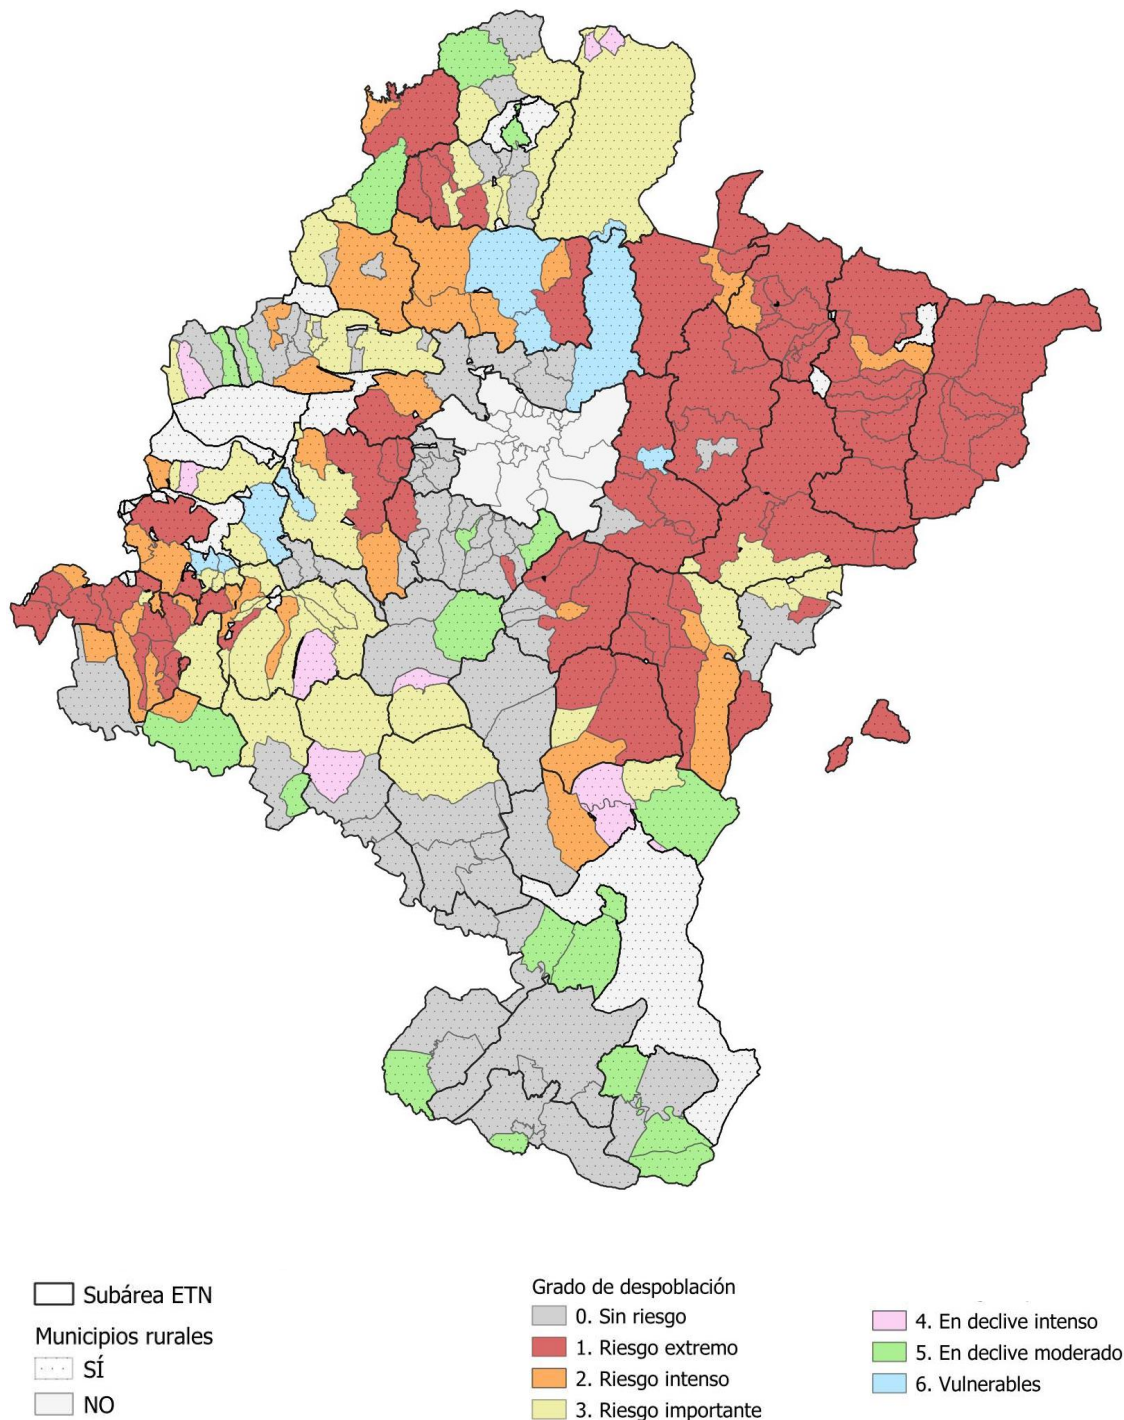 Subárea ETN
Municipios rurales
SÍ
NO
Grado de despoblación
0. Sin riesgo
1. Riesgo extremo
2. Riesgo intenso
3. Riesgo importante
4. En declive intenso
5. En declive moderado
6. Vulnerables